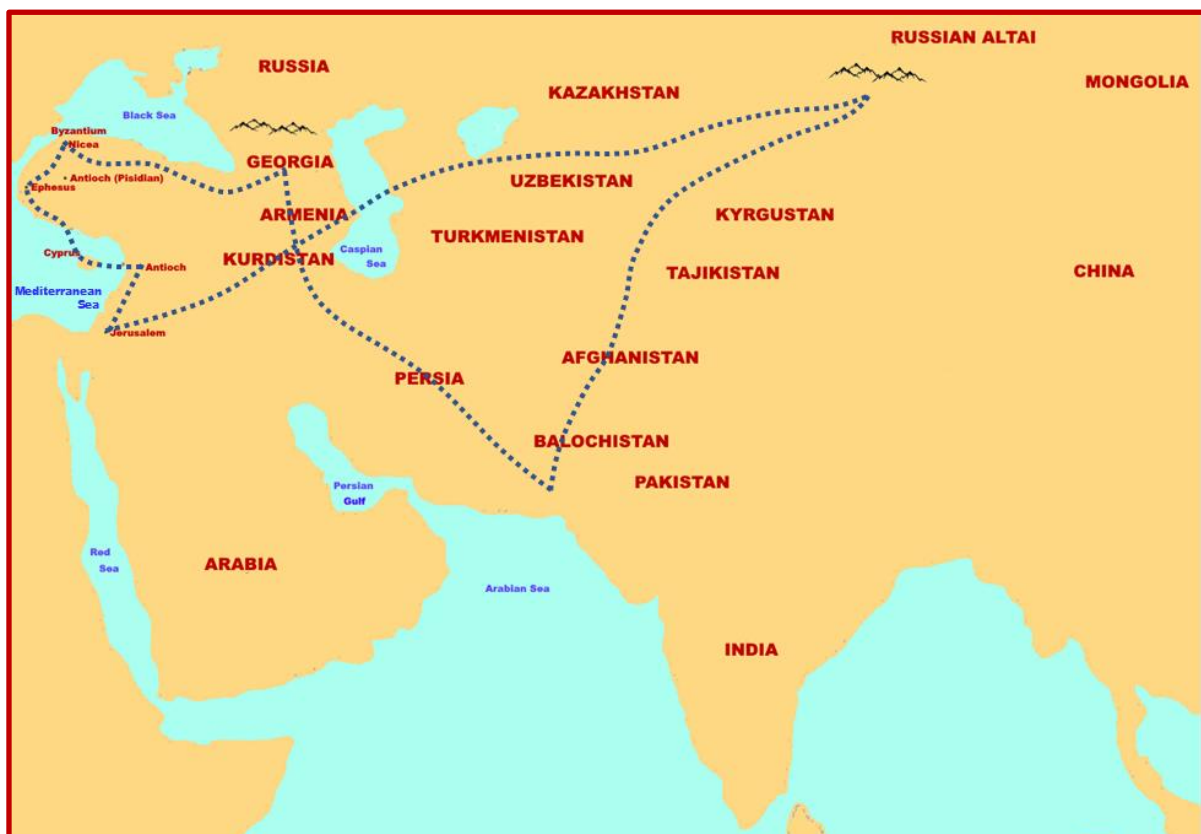 RUSSIAN ALTAI
RUSSIA
MONGOLIA
KAZAKHSTAN
Black Sea
Byzantium
Nicea
GEORGIA
Antioch (Pisidian)
UZBEKISTAN
Ephesus
ARMENIA
KYRGUSTAN
TURKMENISTAN
Caspian
Sea
Cyprus
KURDISTAN
Antioch
TAJIKISTAN
CHINA
Mediterranean
Sea
Jerusalem
AFGHANISTAN
PERSIA
BALOCHISTAN
PAKISTAN
Persian
Gulf
Red
Sea
ARABIA
Arabian Sea
INDIA